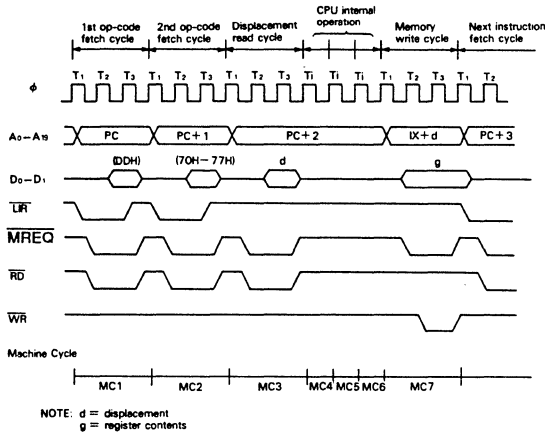 1st op-code fetch cycle
2nd op-code fetch cycle
Displacement read cycle
CPU internal operation
Memory write cycle
Next instruction fetch cycle
φ T1 T2 T3 T1 T2 T3 T1 T2 T3 Ti Ti Ti T1 T2 T3 T1 T2
A0–A19 PC PC+1 PC+2 IX+d PC+3
D0–D1 (DDH) (70H–77H) d g
LIR
MREQ
RD
WR
Machine Cycle
MC1 MC2 MC3 MC4 MC5 MC6 MC7
NOTE: d = displacement
g = register contents